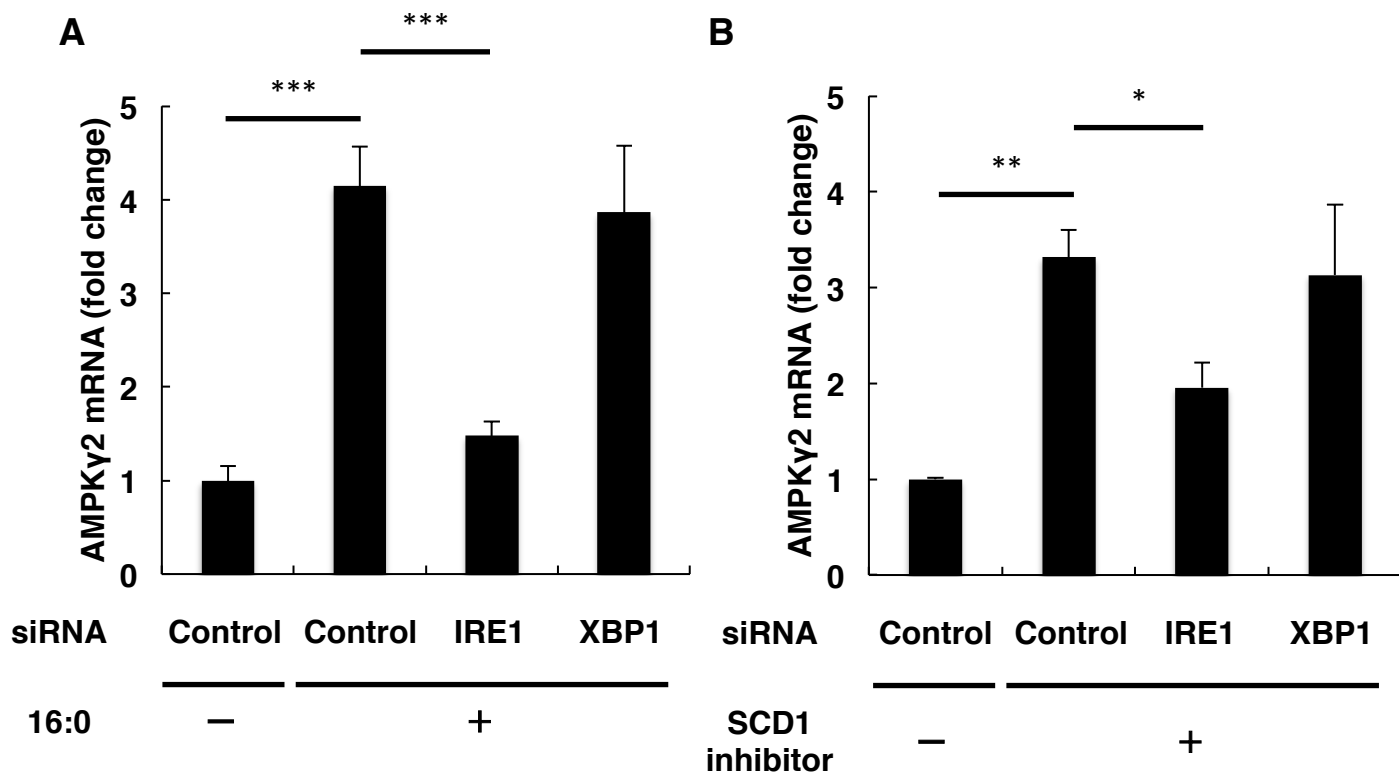 A
***
***
AMPKγ2 mRNA (fold change)
5
4
3
2
1
0
siRNA Control Control IRE1 XBP1
16:0 − +
B
*
**
AMPKγ2 mRNA (fold change)
5
4
3
2
1
0
siRNA Control Control IRE1 XBP1
SCD1
inhibitor − +